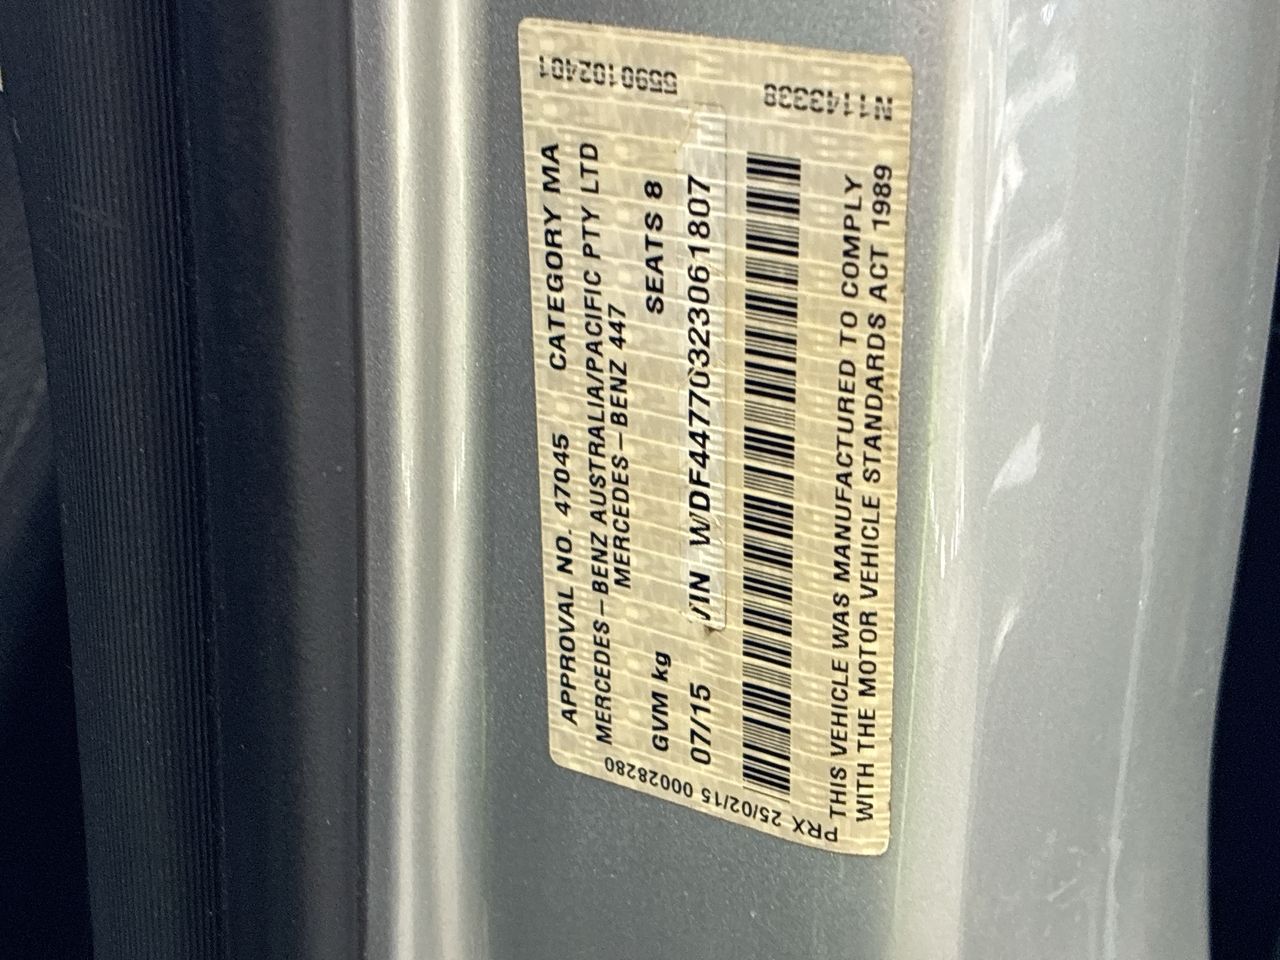 APPROVAL NO. 47045 CATEGORY MA
MERCEDES-BENZ AUSTRALIA/PACIFIC PTY LTD
MERCEDES-BENZ 447
GVM kg SEATS 8
07/15 VIN WDF44770323061807
THIS VEHICLE WAS MANUFACTURED TO COMPLY
WITH THE MOTOR VEHICLE STANDARDS ACT 1989
PRX 25/02/15 00028280
5590102401
N1143338